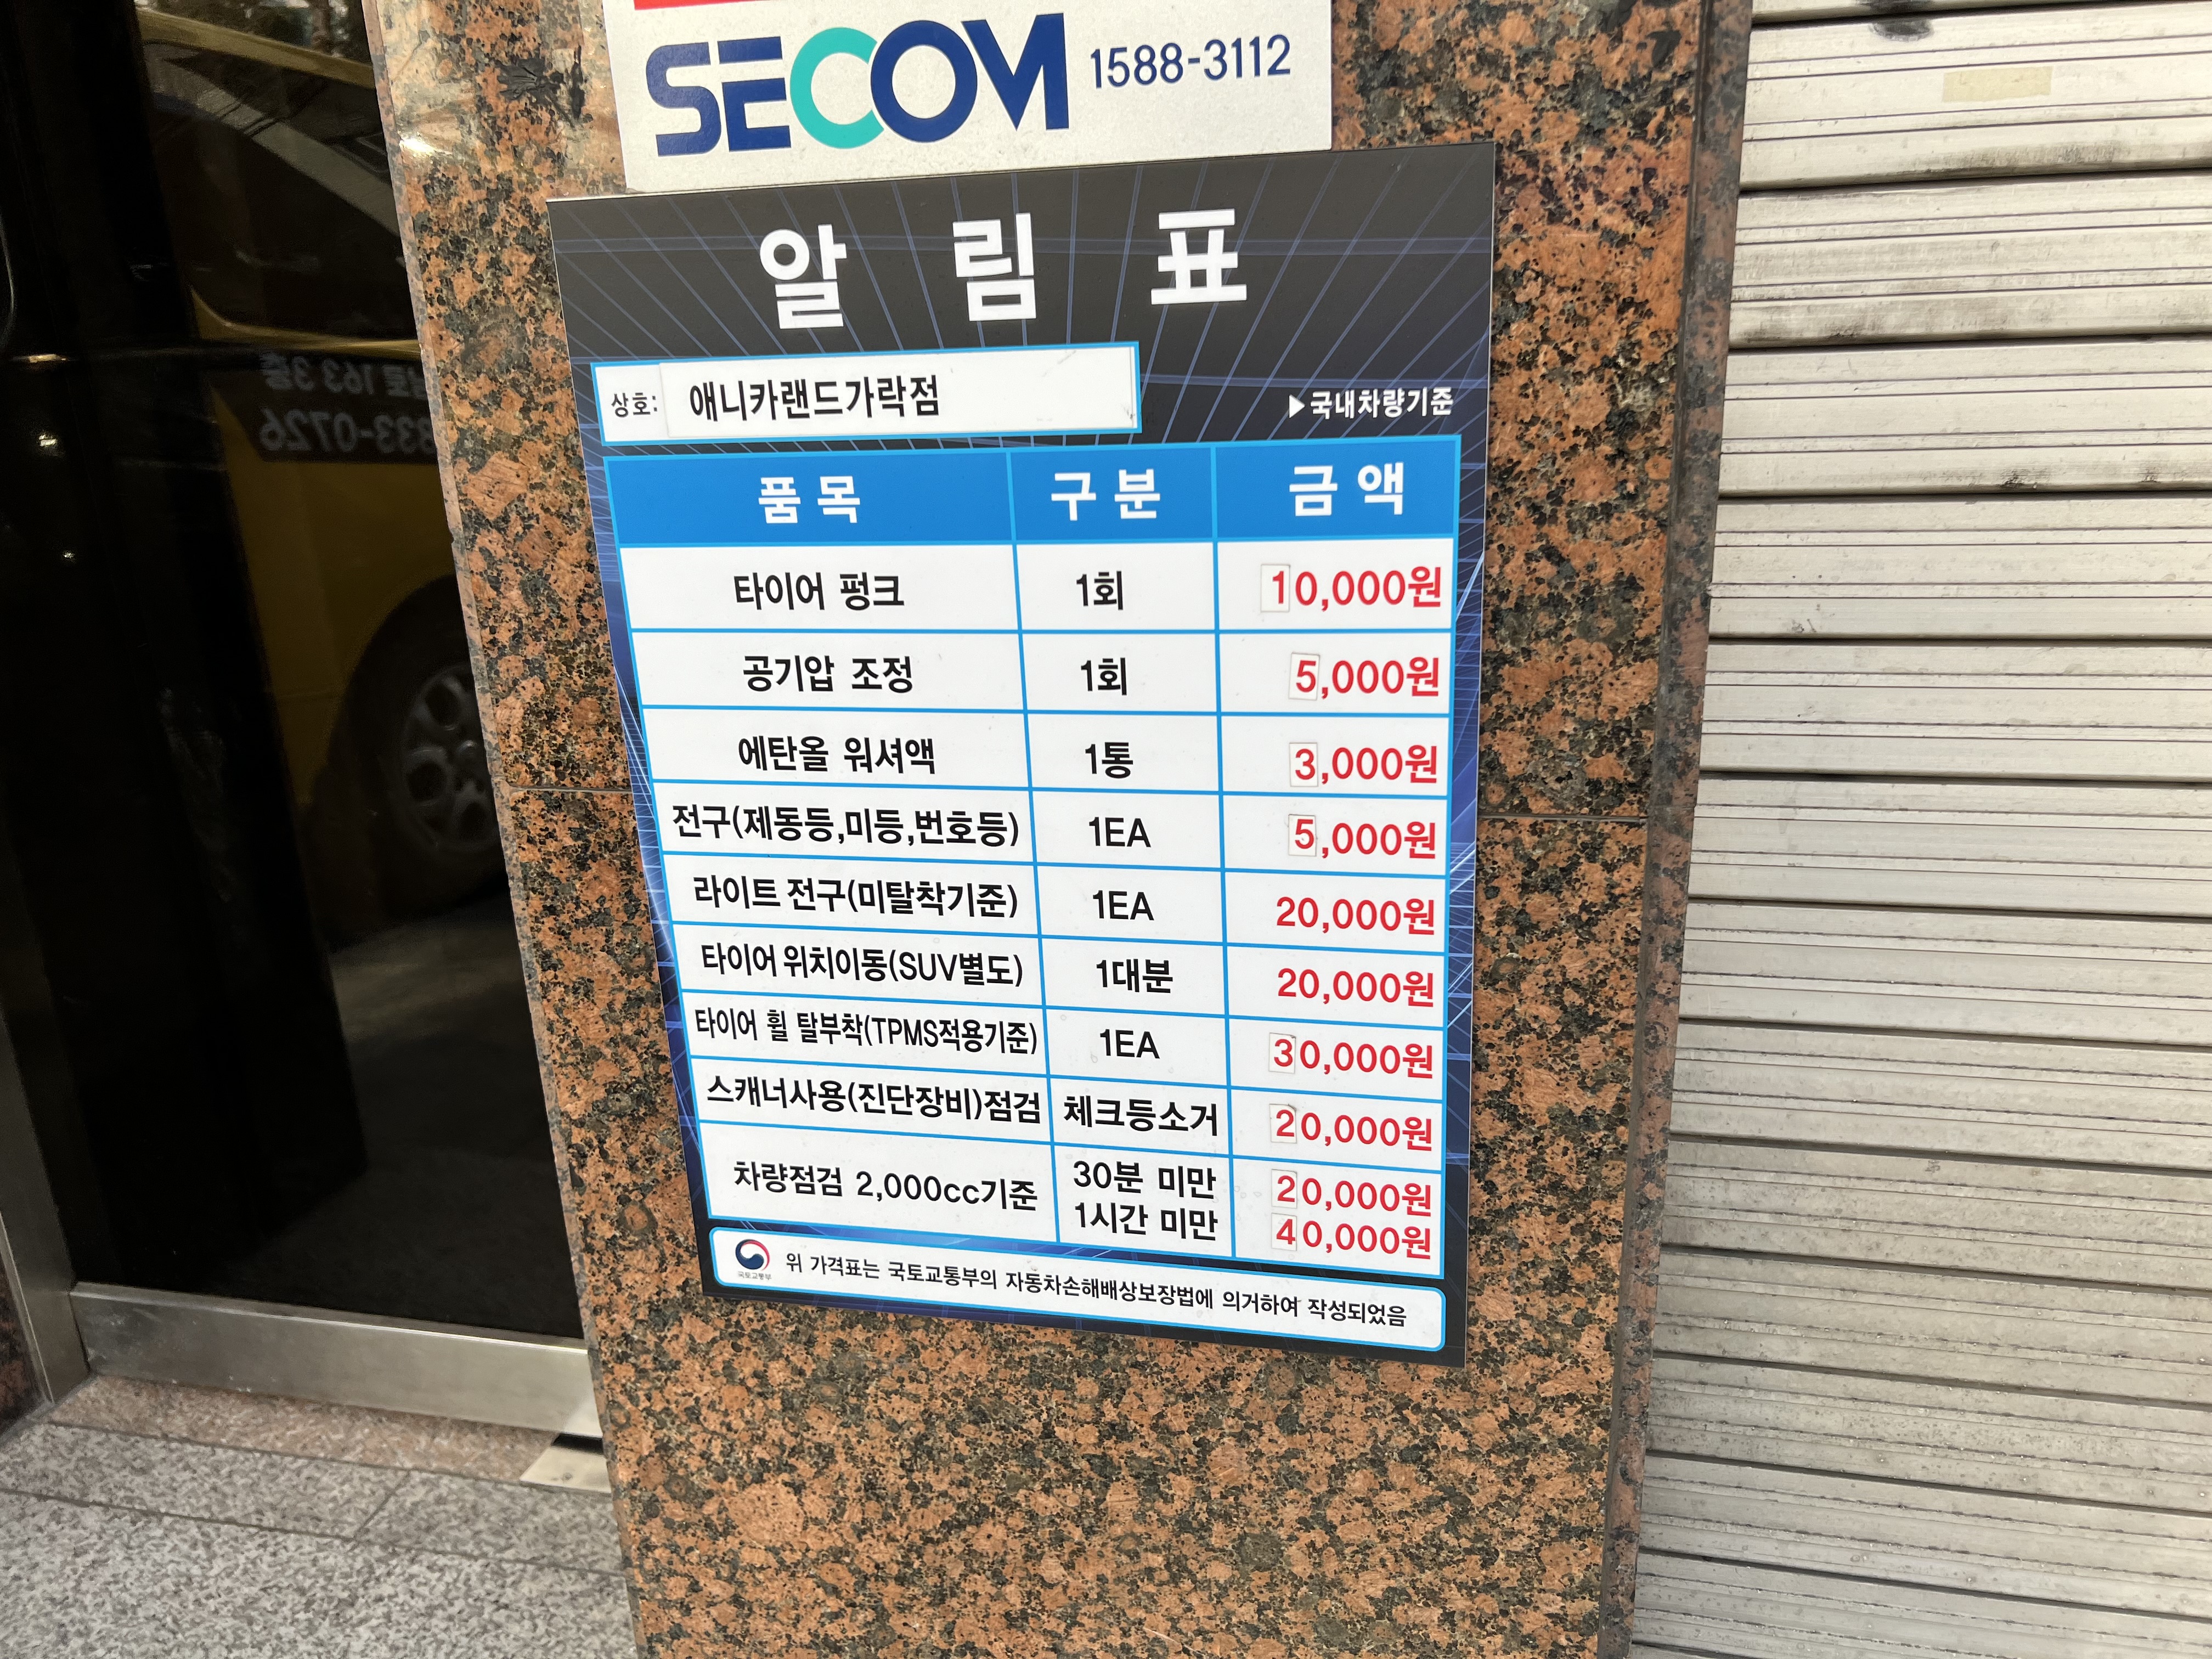 SECOM 1588-3112
알림표
상호: 애니카랜드가락점
▶국내차량기준
품목 구분 금액
타이어 펑크 1회 10,000원
공기압 조정 1회 5,000원
에탄올 워셔액 1통 3,000원
전구(제동등,미등,번호등) 1EA 5,000원
라이트 전구(미탈착기준) 1EA 20,000원
타이어 위치이동(SUV별도) 1대분 20,000원
타이어 휠 탈부착(TPMS적용기준) 1EA 30,000원
스캐너사용(진단장비)점검 체크등소거 20,000원
차량점검 2,000cc기준 30분 미만 20,000원
1시간 미만 40,000원
국토교통부
위 가격표는 국토교통부의 자동차손해배상보장법에 의거하여 작성되었음
163 3층
833-0726